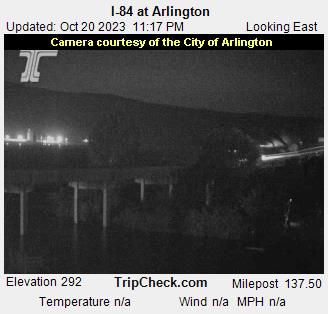 I-84 at Arlington
Updated: Oct 20 2023 11:17 PM Looking East
Camera courtesy of the City of Arlington
Elevation 292 TripCheck.com Milepost 137.50
Temperature n/a Wind n/a MPH n/a